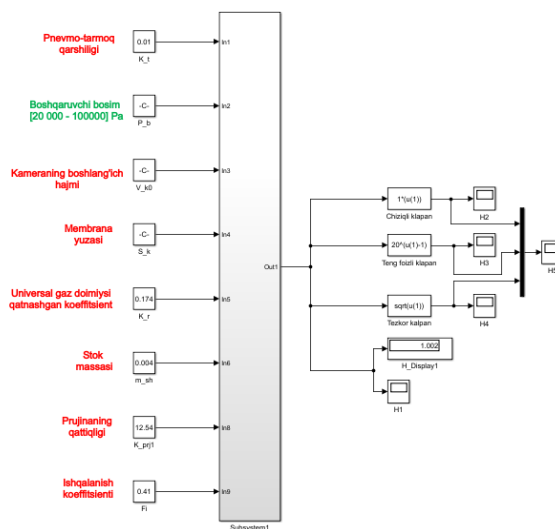 Pnevmo-tarmoq
qarshiligi
0.01
K_t
In1
Boshqaruvchi bosim
[20 000 - 100000] Pa
-C-
P_b
In2
Kameraning boshlang'ich
hajmi
-C-
V_k0
In3
Membrana
yuzasi
-C-
S_k
In4
Universal gaz doimiysi
qatnashgan koeffitsient
0.174
K_r
In5
Stok
massasi
0.004
m_sh
In6
Prujinaning
qattiqligi
12.54
K_prj1
In8
Ishqalanish
koeffitsienti
0.41
Fi
In9
Out1
Subsystem1
1*(u(1))
Chiziqli klapan
H2
20^(u(1)-1)
Teng foizli klapan
H3
sqrt(u(1))
Tezkor kalpan
H4
H5
1.002
H_Display1
H1